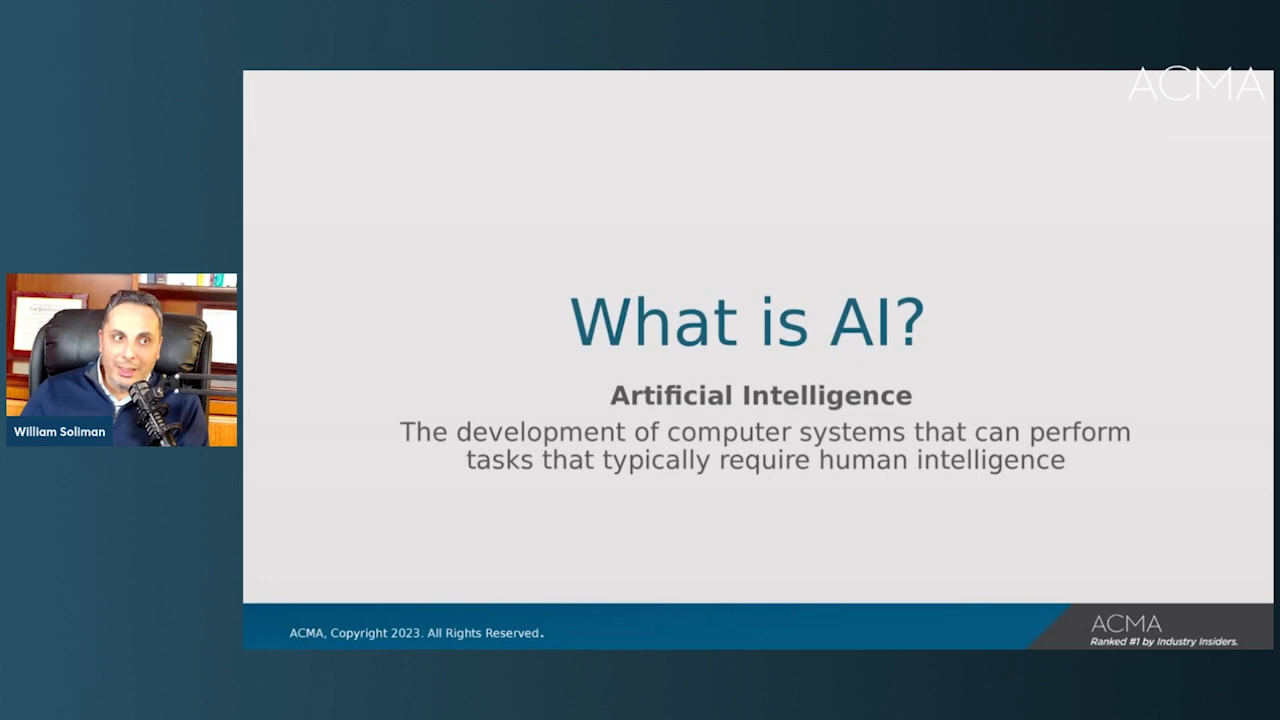 ACMA
What is AI?
Artificial Intelligence
The development of computer systems that can perform
tasks that typically require human intelligence
William Soliman
ACMA, Copyright 2023. All Rights Reserved.
ACMA
Ranked #1 by Industry Insiders.